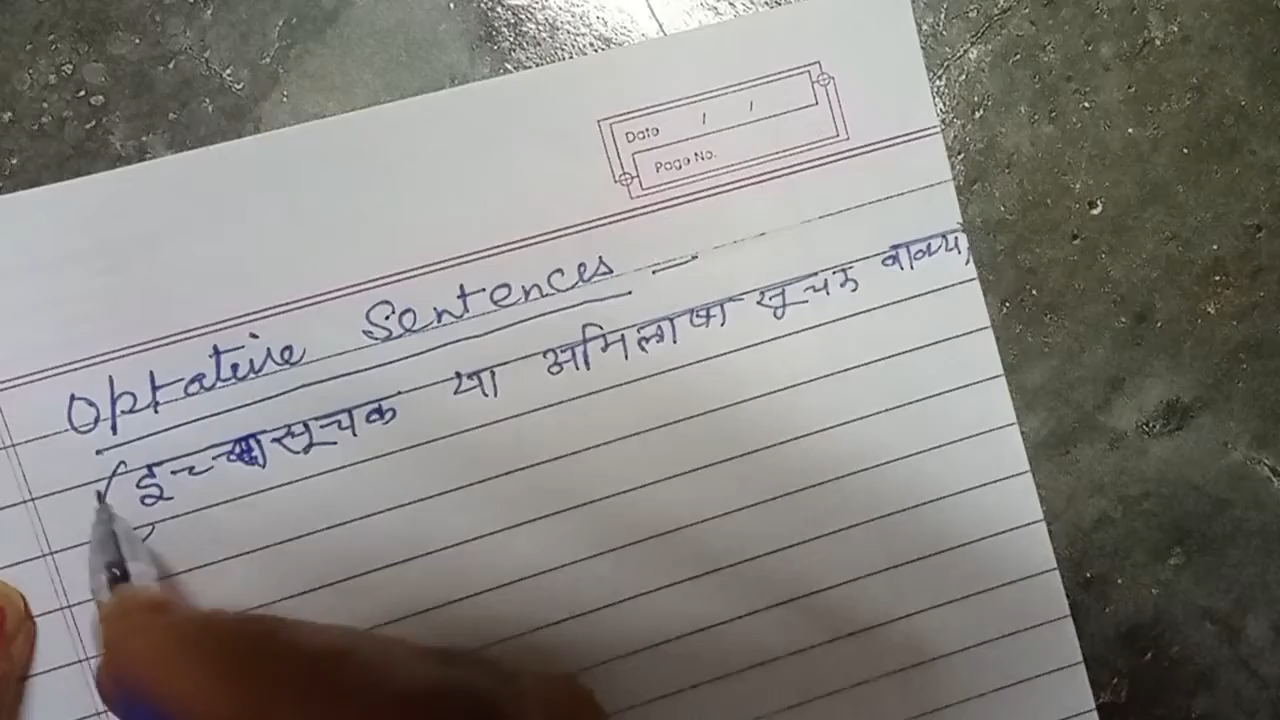 Date / /
Page No.
Optative Sentences —
(इच्छासूचक या अभिलाषा सूचक वाक्य)